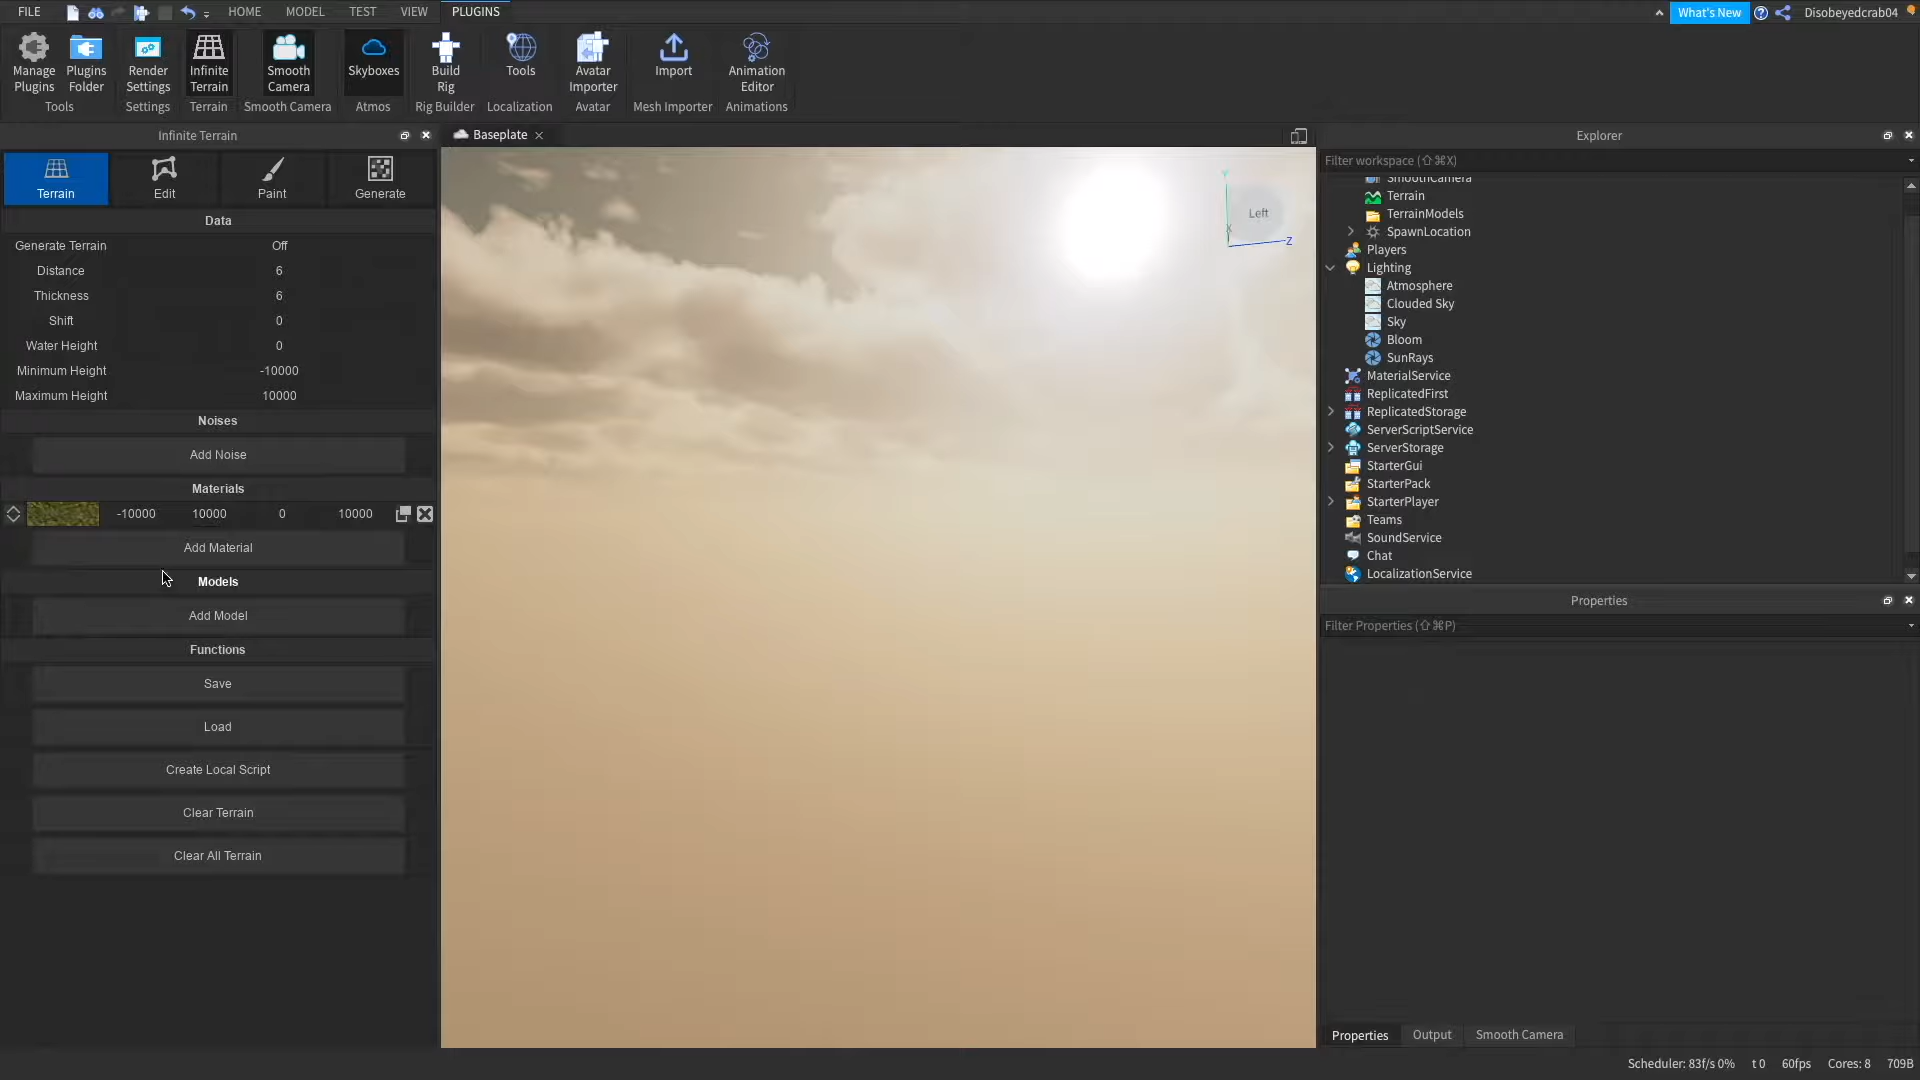 FILE HOME MODEL TEST VIEW PLUGINS What's New Disobeyedcrab04
Manage Plugins
Plugins Folder
Render Settings
Infinite Terrain
Smooth Camera
Skyboxes
Build Rig
Tools
Avatar Importer
Import
Animation Editor
Tools Settings Terrain Smooth Camera Atmos Rig Builder Localization Avatar Mesh Importer Animations
Infinite Terrain
Terrain Edit Paint Generate
Data
Generate Terrain Off
Distance 6
Thickness 6
Shift 0
Water Height 0
Minimum Height -10000
Maximum Height 10000
Noises
Add Noise
Materials
-10000 10000 0 10000
Add Material
Models
Add Model
Functions
Save
Load
Create Local Script
Clear Terrain
Clear All Terrain
Baseplate
Y
Left
X
Z
Explorer
Filter workspace (⇧⌘X)
SmoothCamera
Terrain
TerrainModels
SpawnLocation
Players
Lighting
Atmosphere
Clouded Sky
Sky
Bloom
SunRays
MaterialService
ReplicatedFirst
ReplicatedStorage
ServerScriptService
ServerStorage
StarterGui
StarterPack
StarterPlayer
Teams
SoundService
Chat
LocalizationService
Properties
Filter Properties (⇧⌘P)
Properties Output Smooth Camera
Scheduler: 83f/s 0% t 0 60fps Cores: 8 709B